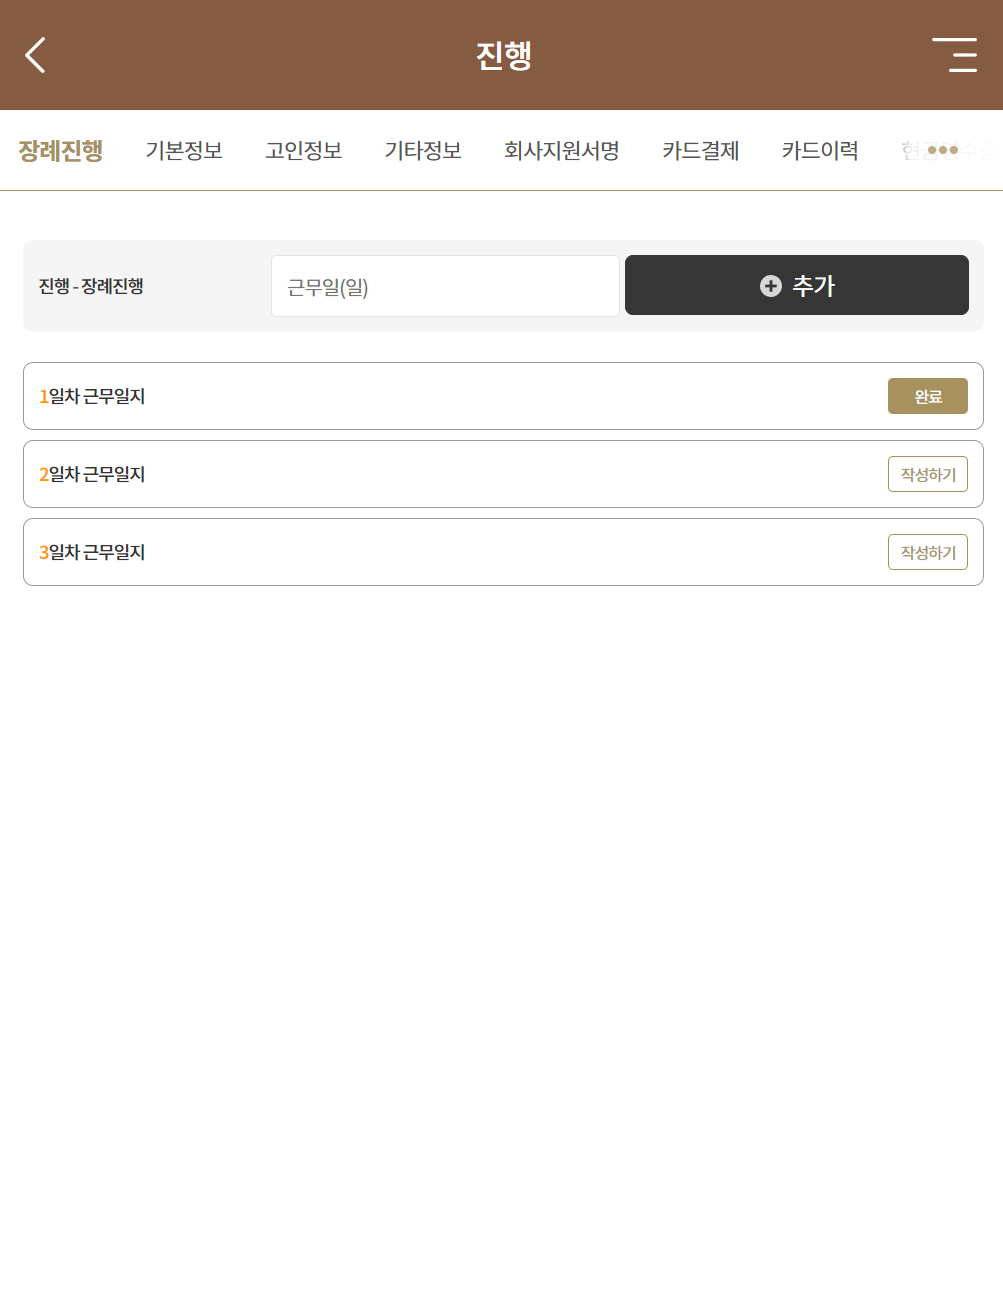 진행
장례진행 기본정보 고인정보 기타정보 회사지원서명 카드결제 카드이력
진행 - 장례진행 근무일(일) 추가
1일차 근무일지 완료
2일차 근무일지 작성하기
3일차 근무일지 작성하기